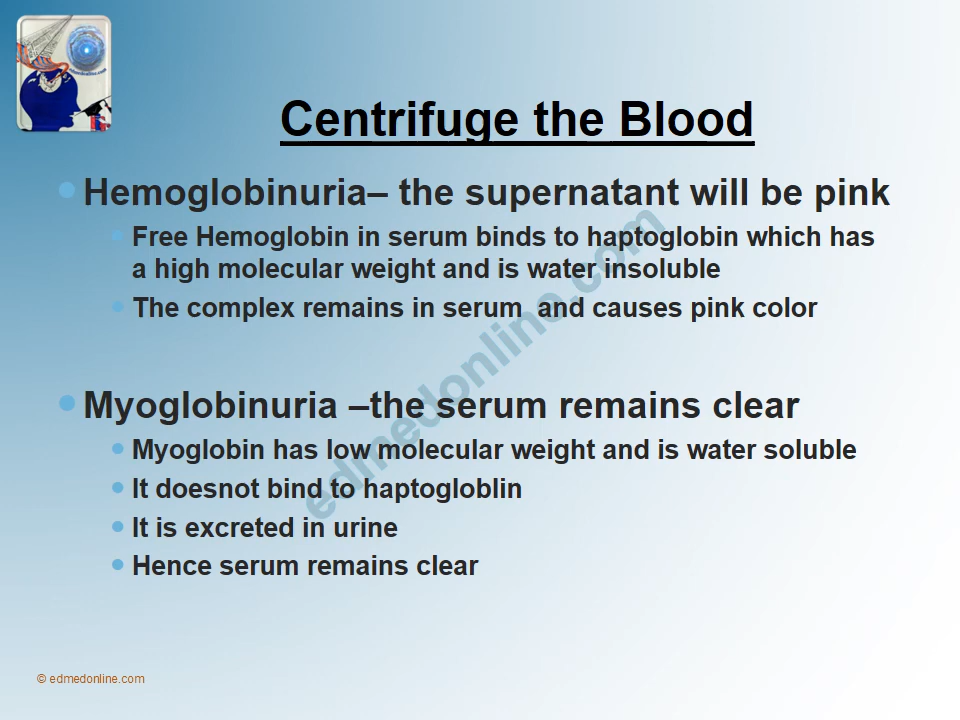 Centrifuge the Blood
Hemoglobinuria– the supernatant will be pink
Free Hemoglobin in serum binds to haptoglobin which has
a high molecular weight and is water insoluble
The complex remains in serum  and causes pink color
Myoglobinuria –the serum remains clear
Myoglobin has low molecular weight and is water soluble
It doesnot bind to haptogloblin
It is excreted in urine
Hence serum remains clear
edmedonline.com
© edmedonline.com